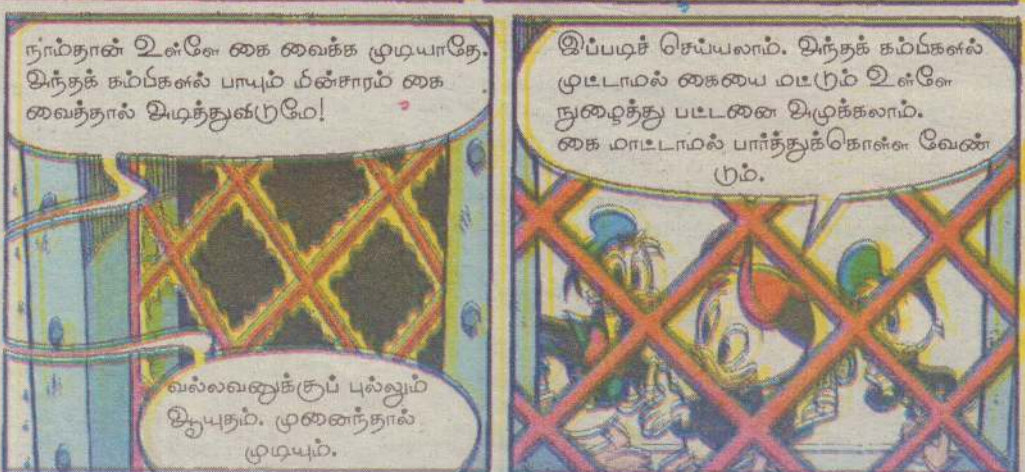 நாம்தான் உள்ளே கை வைக்க முடியாதே.
அந்தக் கம்பிகளில் பாயும் மின்சாரம் கை
வைத்தால் அடித்துவிடுமே!
வல்லவனுக்குப் புல்லும்
ஆயுதம். முனைந்தால்
முடியும்.
இப்படிச் செய்யலாம். அந்தக் கம்பிகளில்
முட்டாமல் கையை மட்டும் உள்ளே
நுழைத்து பட்டனை அமுக்கலாம்.
கை மாட்டாமல் பார்த்துக்கொள்ள வேண்
டும்.